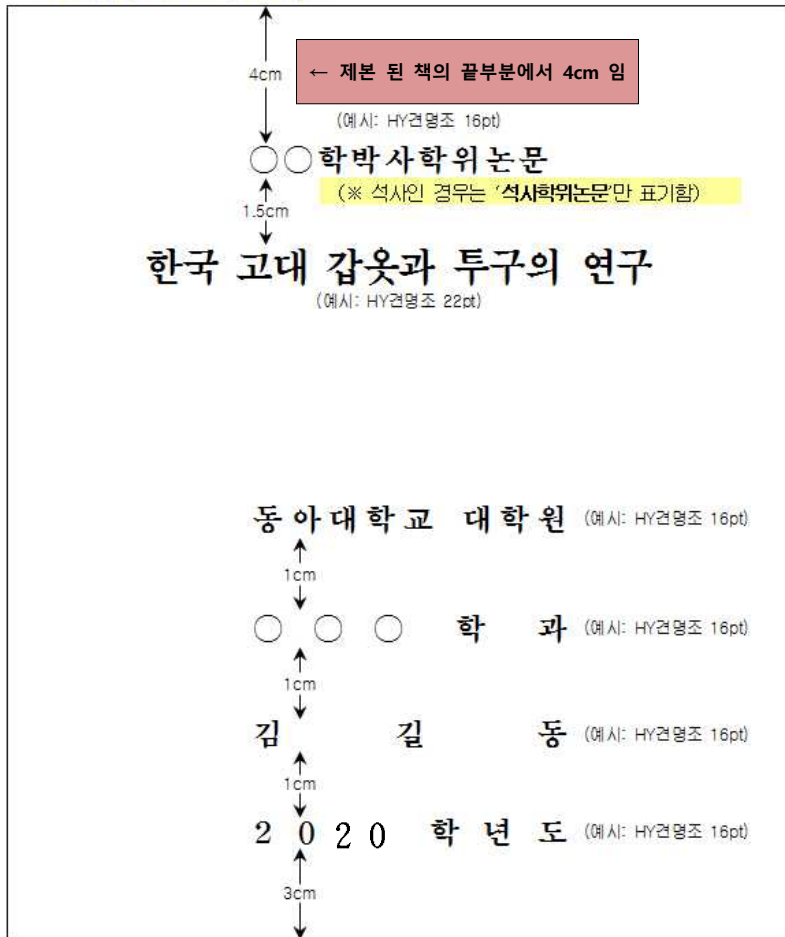 4cm
← 제본 된 책의 끝부분에서 4cm 임
(예시: HY견명조 16pt)
○○학박사학위논문
(※ 석사인 경우는 '석사학위논문'만 표기함)
1.5cm
한국 고대 갑옷과 투구의 연구
(예시: HY견명조 22pt)
동아대학교 대학원 (예시: HY견명조 16pt)
1cm
○ ○ ○ 학 과 (예시: HY견명조 16pt)
1cm
김 길 동 (예시: HY견명조 16pt)
1cm
2 0 2 0 학 년 도 (예시: HY견명조 16pt)
3cm